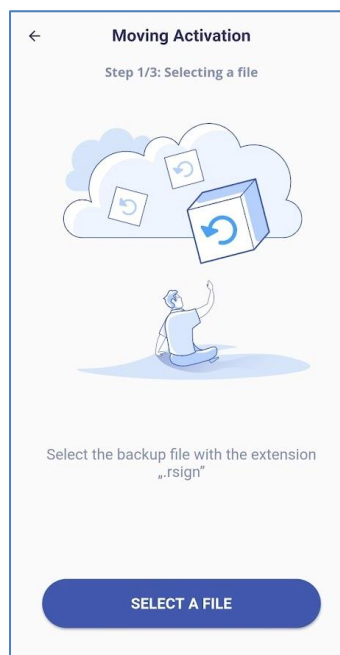 Moving Activation
Step 1/3: Selecting a file
Select the backup file with the extension
„.rsign”
SELECT A FILE